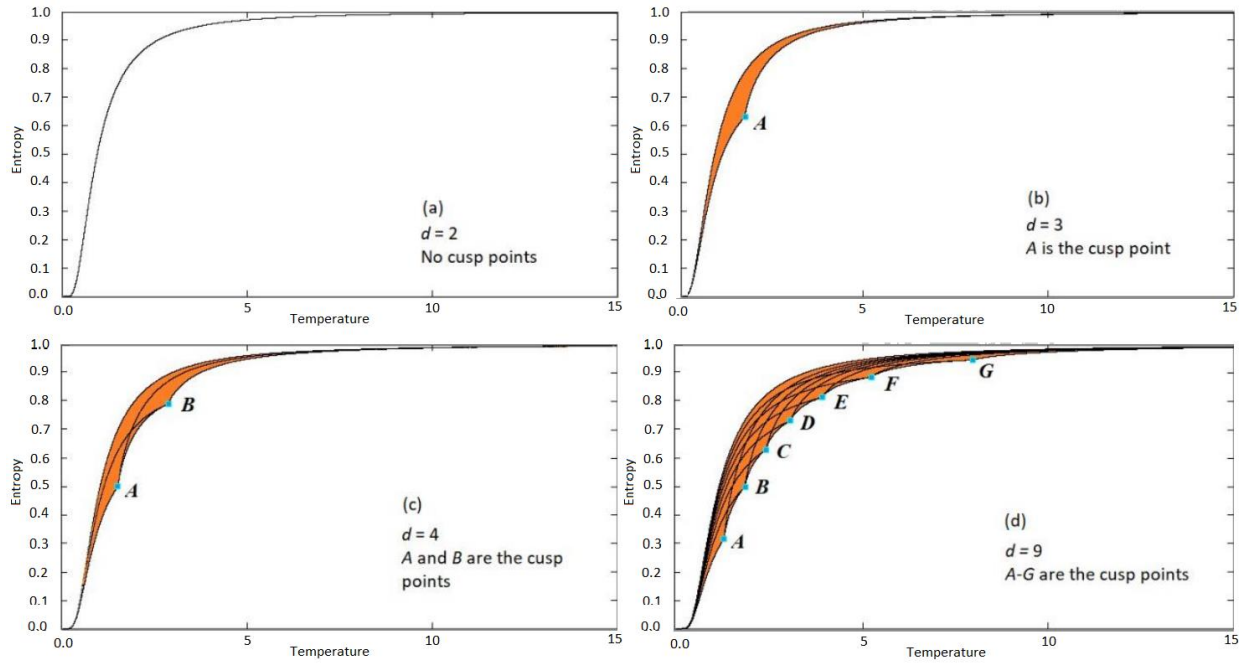 1.0
0.9
0.8
0.7
0.6
0.5
0.4
0.3
0.2
0.1
0.0
Entropy
(a)
d = 2
No cusp points
0.0 5 10 15
Temperature
1.0
0.9
0.8
0.7
0.6
0.5
0.4
0.3
0.2
0.1
0.0
Entropy
A
(b)
d = 3
A is the cusp point
0.0 5 10 15
Temperature
1.0
0.9
0.8
0.7
0.6
0.5
0.4
0.3
0.2
0.1
0.0
Entropy
B
A
(c)
d = 4
A and B are the cusp
points
0.0 5 10 15
Temperature
1.0
0.9
0.8
0.7
0.6
0.5
0.4
0.3
0.2
0.1
0.0
Entropy
G
F
E
D
C
B
A
(d)
d = 9
A-G are the cusp points
0.0 5 10 15
Temperature